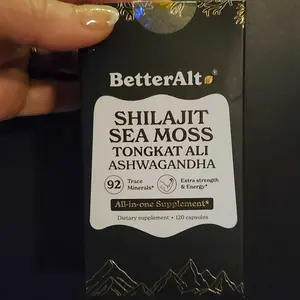 BetterAlt
SHILAJIT
SEA MOSS
TONGKAT ALI
ASHWAGANDHA
92 Trace Minerals*
Extra strength & Energy*
All-in-one Supplement*
Dietary supplement • 120 capsules